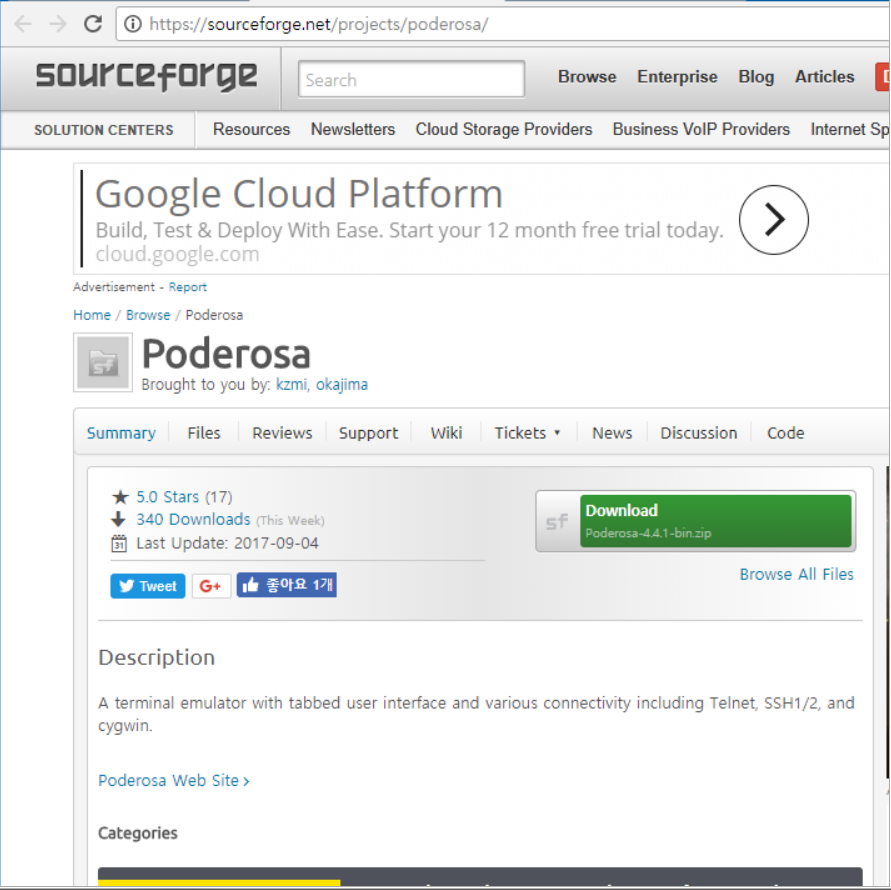 https://sourceforge.net/projects/poderosa/
sourceforge
Search
Browse Enterprise Blog Articles
SOLUTION CENTERS Resources Newsletters Cloud Storage Providers Business VoIP Providers Internet
Google Cloud Platform
Build, Test & Deploy With Ease. Start your 12 month free trial today.
cloud.google.com
Advertisement - Report
Home / Browse / Poderosa
sf
Poderosa
Brought to you by: kzmi, okajima
Summary Files Reviews Support Wiki Tickets ▾ News Discussion Code
5.0 Stars (17)
340 Downloads (This Week)
31 Last Update: 2017-09-04
sf
Download
Poderosa-4.4.1-bin.zip
Browse All Files
Tweet G+ 좋아요 1개
Description
A terminal emulator with tabbed user interface and various connectivity including Telnet, SSH1/2, and
cygwin.
Poderosa Web Site ›
Categories